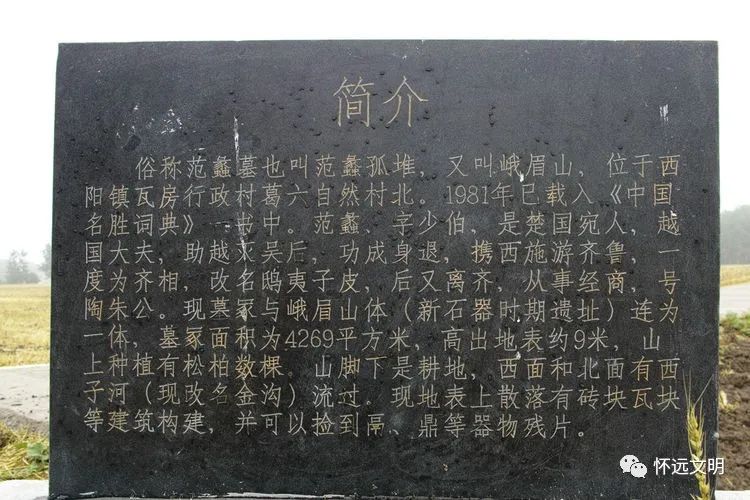 简介
俗称范蠡墓也叫范蠡孤堆，又叫峨眉山，位于西
阳镇瓦房行政村葛六自然村北。1981年已载入《中国
名胜词典》一书中。范蠡、字少伯，是楚国宛人，越
国大夫，助越灭吴后，功成身退，携西施游齐鲁，一
度为齐相，改名鸱夷子皮，后又离齐，从事经商，号
陶朱公。现墓冢与峨眉山体（新石器时期遗址）连为
一体，墓冢面积为4269平方米，高出地表约9米，山
上种植有松柏数棵。山脚下是耕地，西面和北面有西
子河（现改名金沟）流过。现地表上散落有砖块瓦块
等建筑构建，并可以捡到鬲、鼎等器物残片。
怀远文明